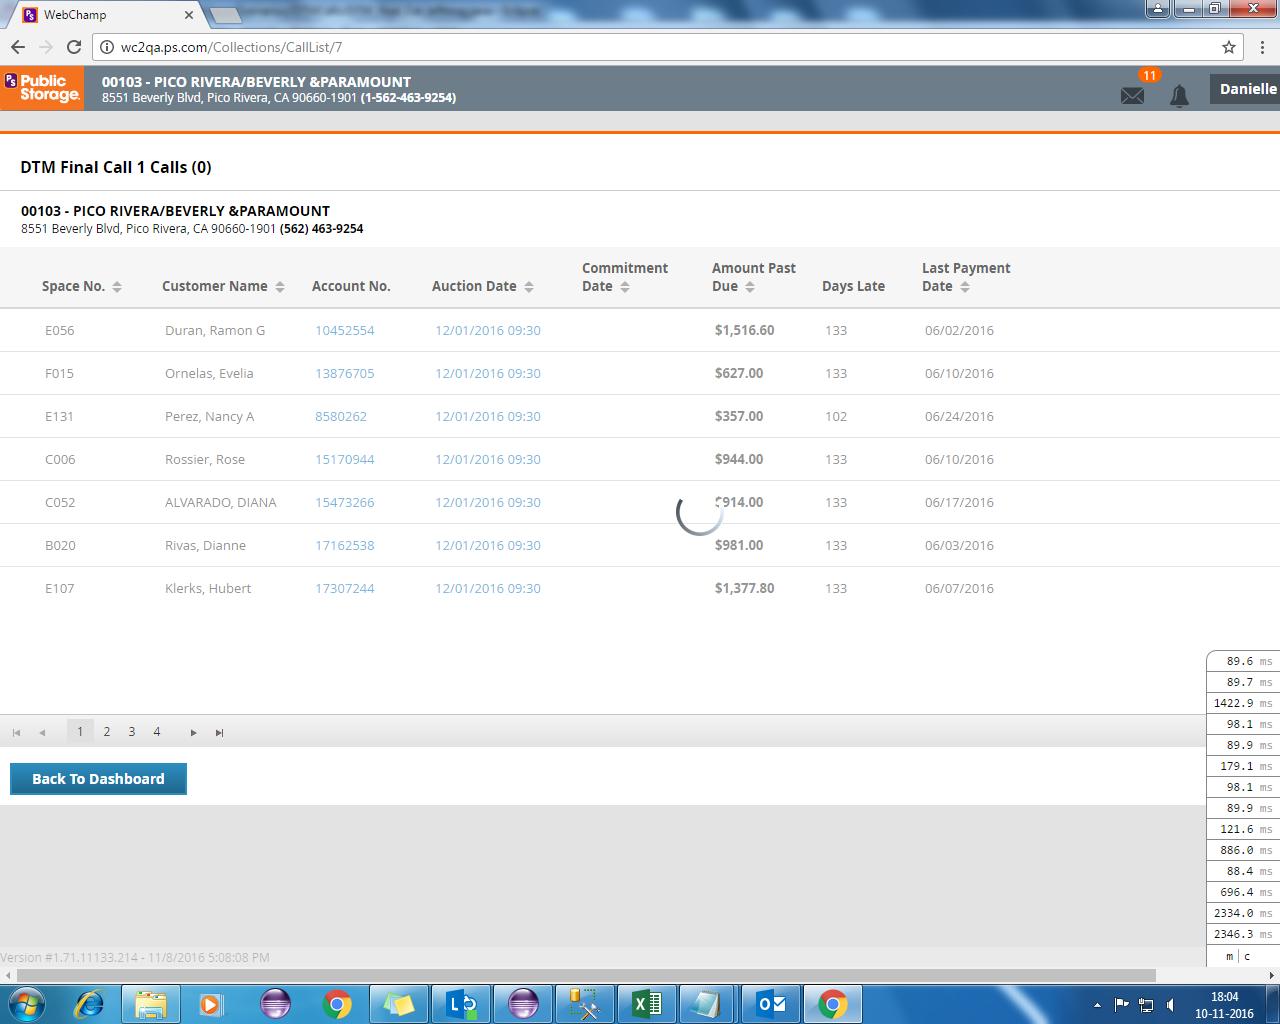 WebChamp
wc2qa.ps.com/Collections/CallList/7
PS Public Storage.
00103 - PICO RIVERA/BEVERLY &PARAMOUNT
8551 Beverly Blvd, Pico Rivera, CA 90660-1901 (1-562-463-9254)
11
Danielle
DTM Final Call 1 Calls (0)
00103 - PICO RIVERA/BEVERLY &PARAMOUNT
8551 Beverly Blvd, Pico Rivera, CA 90660-1901 (562) 463-9254
Space No. Customer Name Account No. Auction Date Commitment Date Amount Past Due Days Late Last Payment Date
E056 Duran, Ramon G 10452554 12/01/2016 09:30 $1,516.60 133 06/02/2016
F015 Ornelas, Evelia 13876705 12/01/2016 09:30 $627.00 133 06/10/2016
E131 Perez, Nancy A 8580262 12/01/2016 09:30 $357.00 102 06/24/2016
C006 Rossier, Rose 15170944 12/01/2016 09:30 $944.00 133 06/10/2016
C052 ALVARADO, DIANA 15473266 12/01/2016 09:30 $914.00 133 06/17/2016
B020 Rivas, Dianne 17162538 12/01/2016 09:30 $981.00 133 06/03/2016
E107 Klerks, Hubert 17307244 12/01/2016 09:30 $1,377.80 133 06/07/2016
1 2 3 4
Back To Dashboard
89.6 ms
89.7 ms
1422.9 ms
98.1 ms
89.9 ms
179.1 ms
98.1 ms
89.9 ms
121.6 ms
886.0 ms
88.4 ms
696.4 ms
2334.0 ms
2346.3 ms
m | c
Version #1.71.11133.214 - 11/8/2016 5:08:08 PM
18:04
10-11-2016